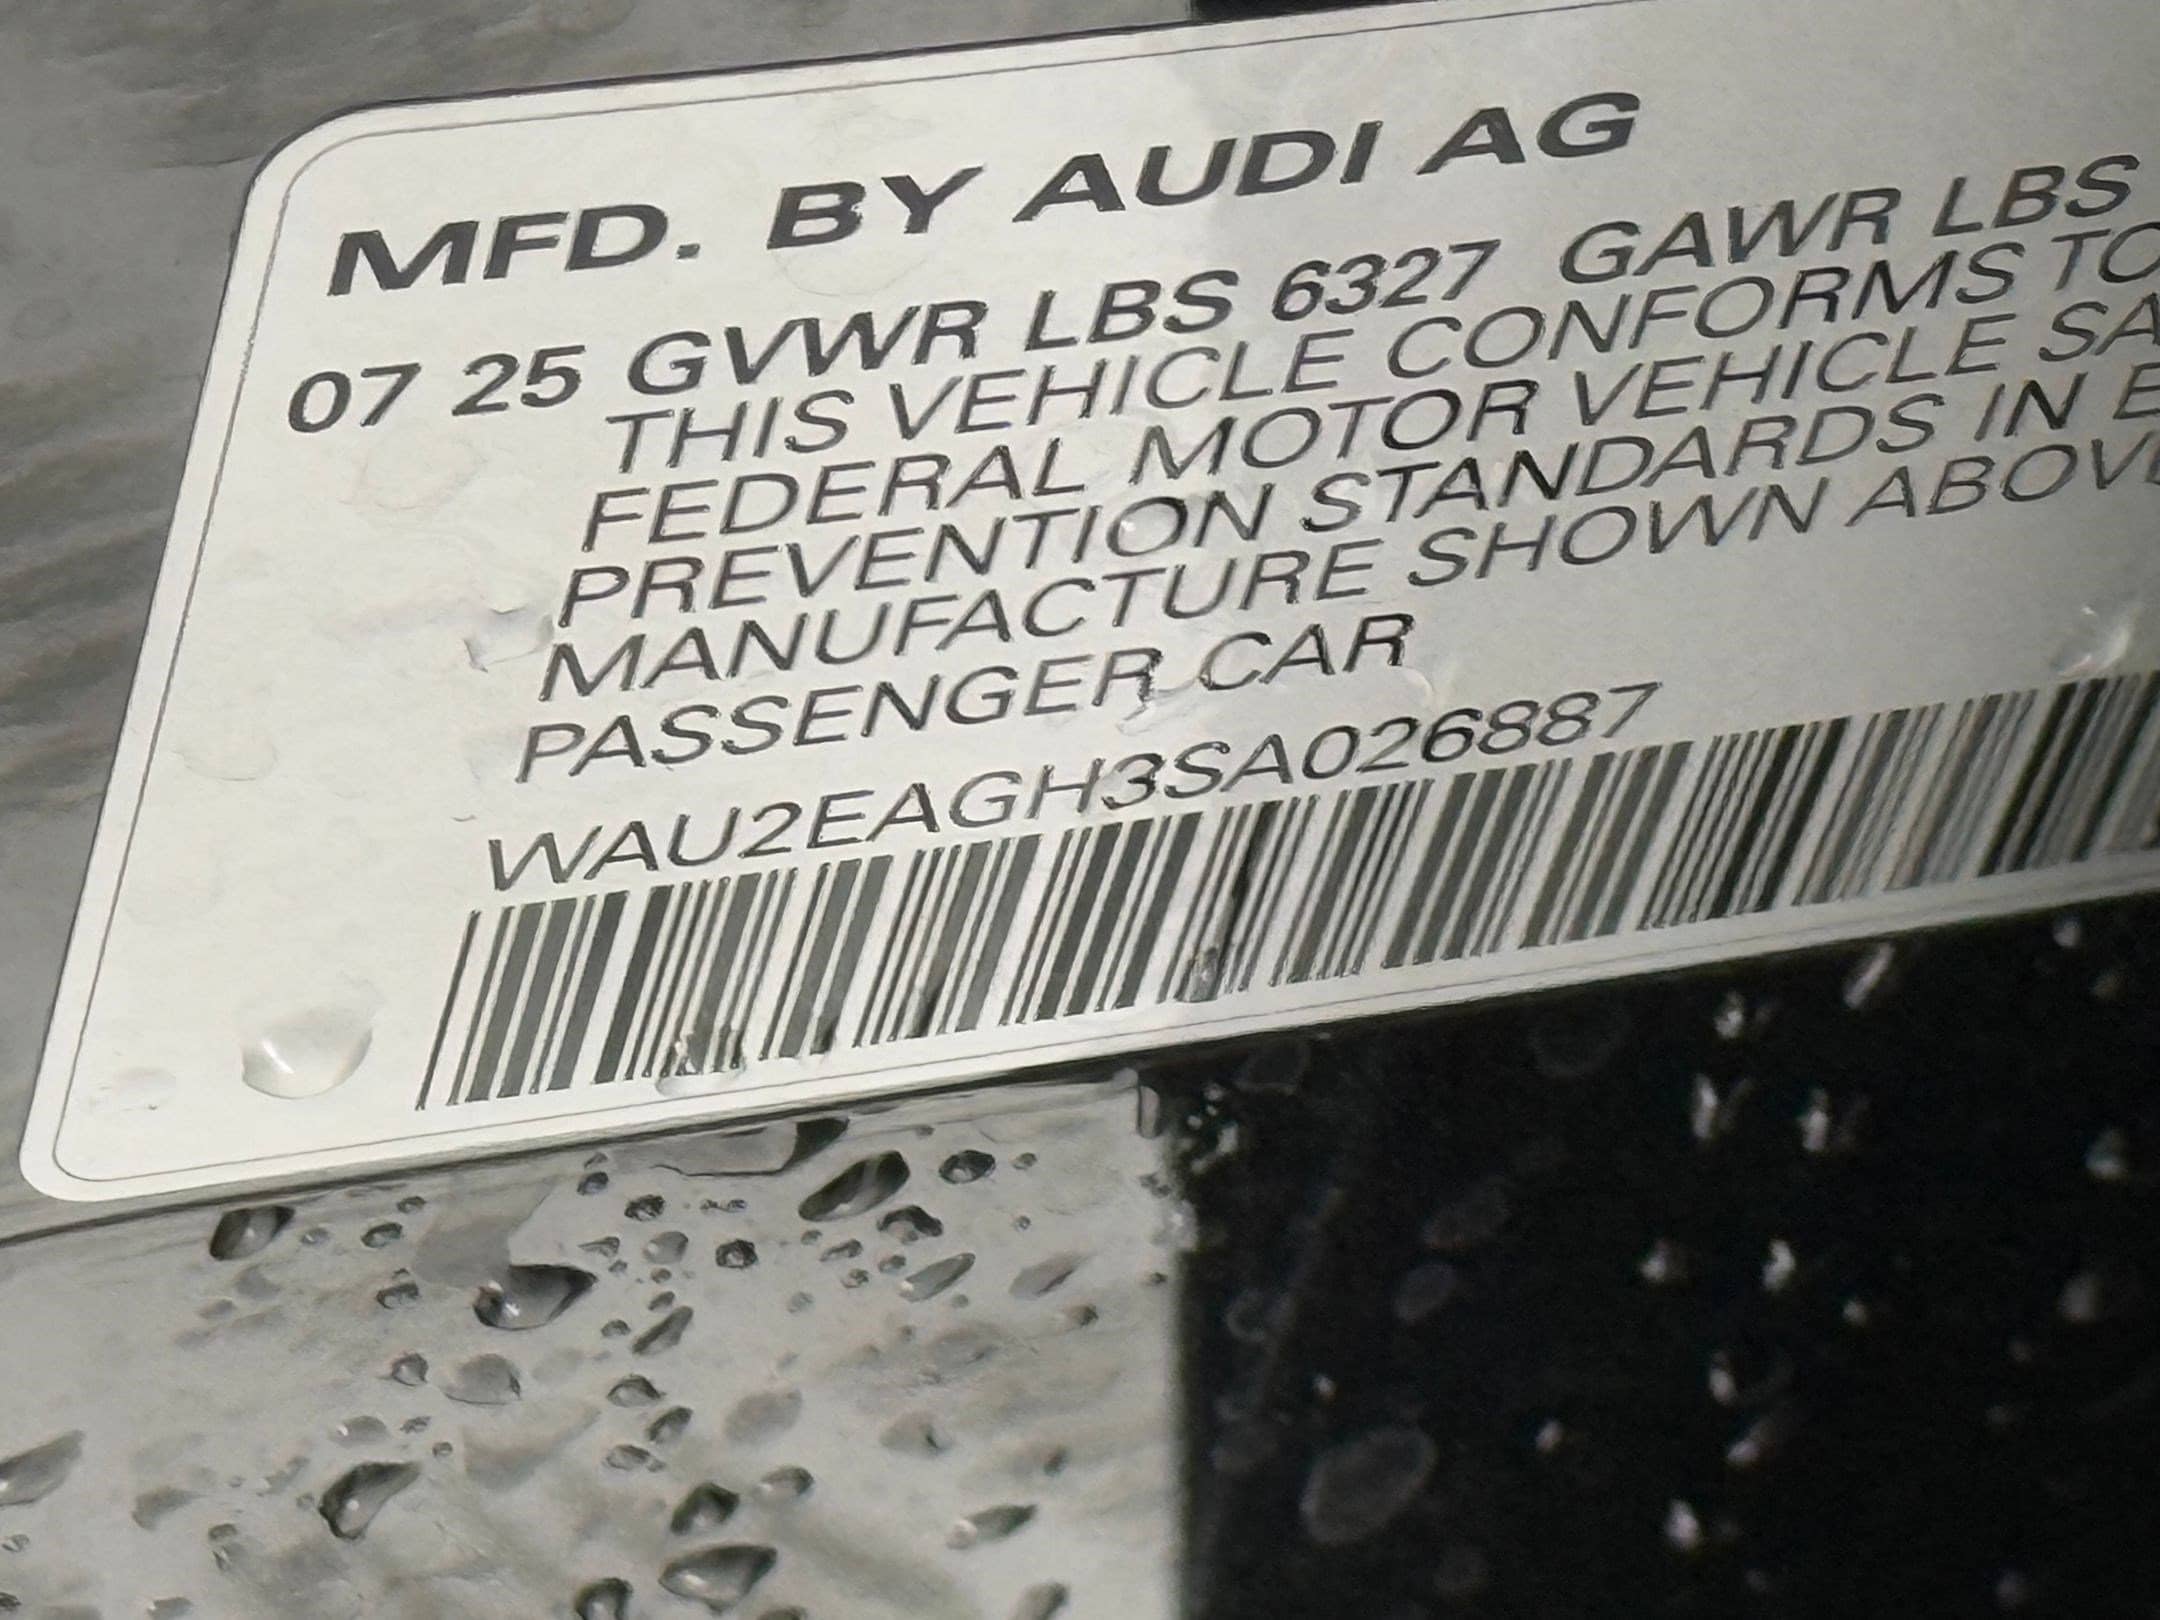 MFD. BY AUDI AG
07 25 GVWR LBS 6327 GAWR LBS
THIS VEHICLE CONFORMS TO
FEDERAL MOTOR VEHICLE
PREVENTION STANDARDS IN
MANUFACTURE SHOWN
PASSENGER CAR
WAU2EAGH3SA026887